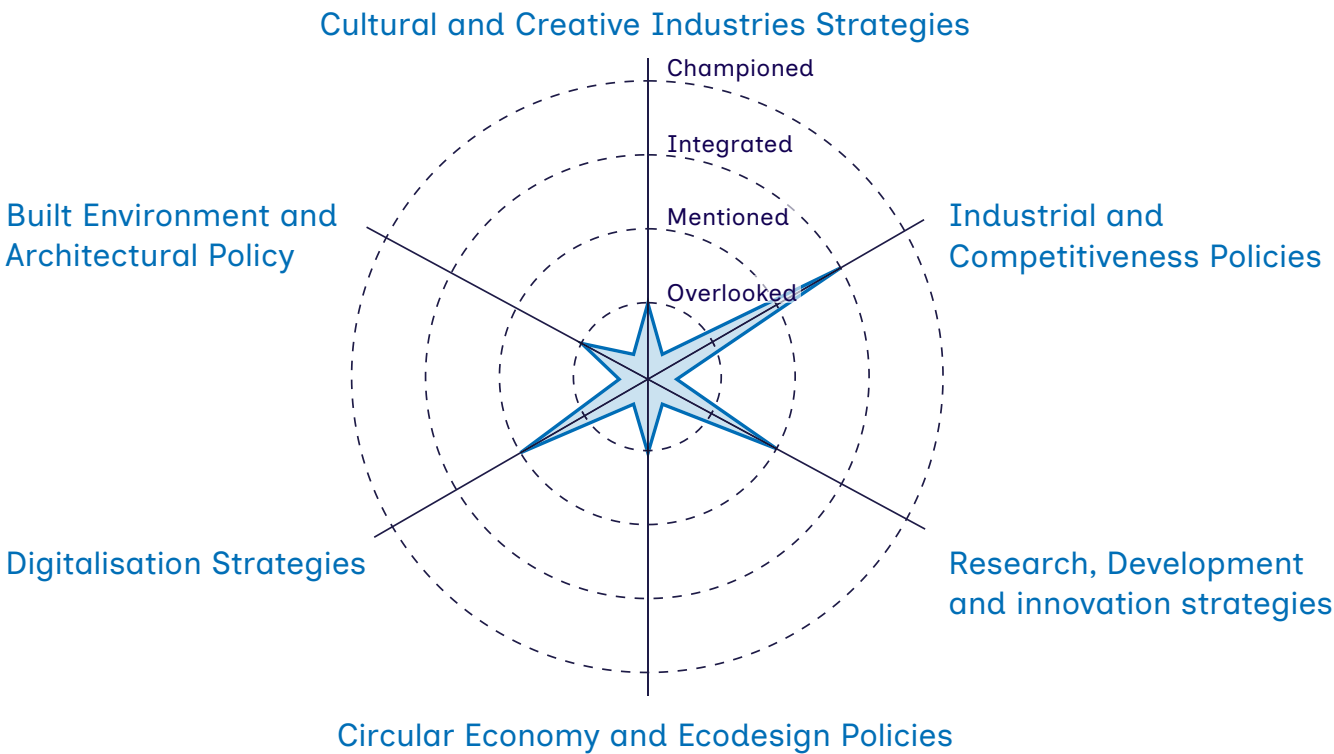 Cultural and Creative Industries Strategies
Championed
Integrated
Mentioned
Overlooked
Built Environment and
Architectural Policy
Industrial and
Competitiveness Policies
Digitalisation Strategies
Research, Development
and innovation strategies
Circular Economy and Ecodesign Policies